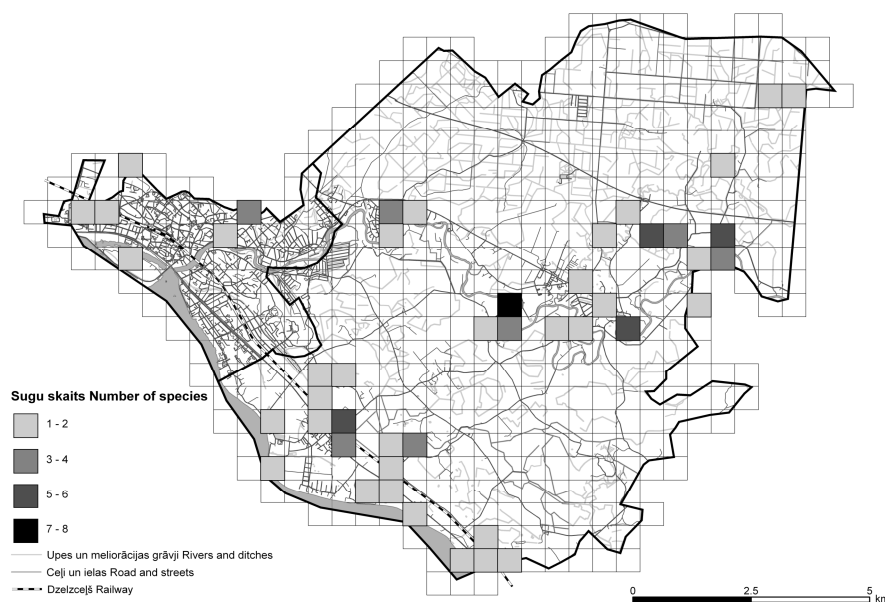 Sugu skaits Number of species
1 - 2
3 - 4
5 - 6
7 - 8
Upes un meliorācijas grāvji Rivers and ditches
Ceļi un ielas Road and streets
Dzelzceļš Railway
0 2.5 5
km